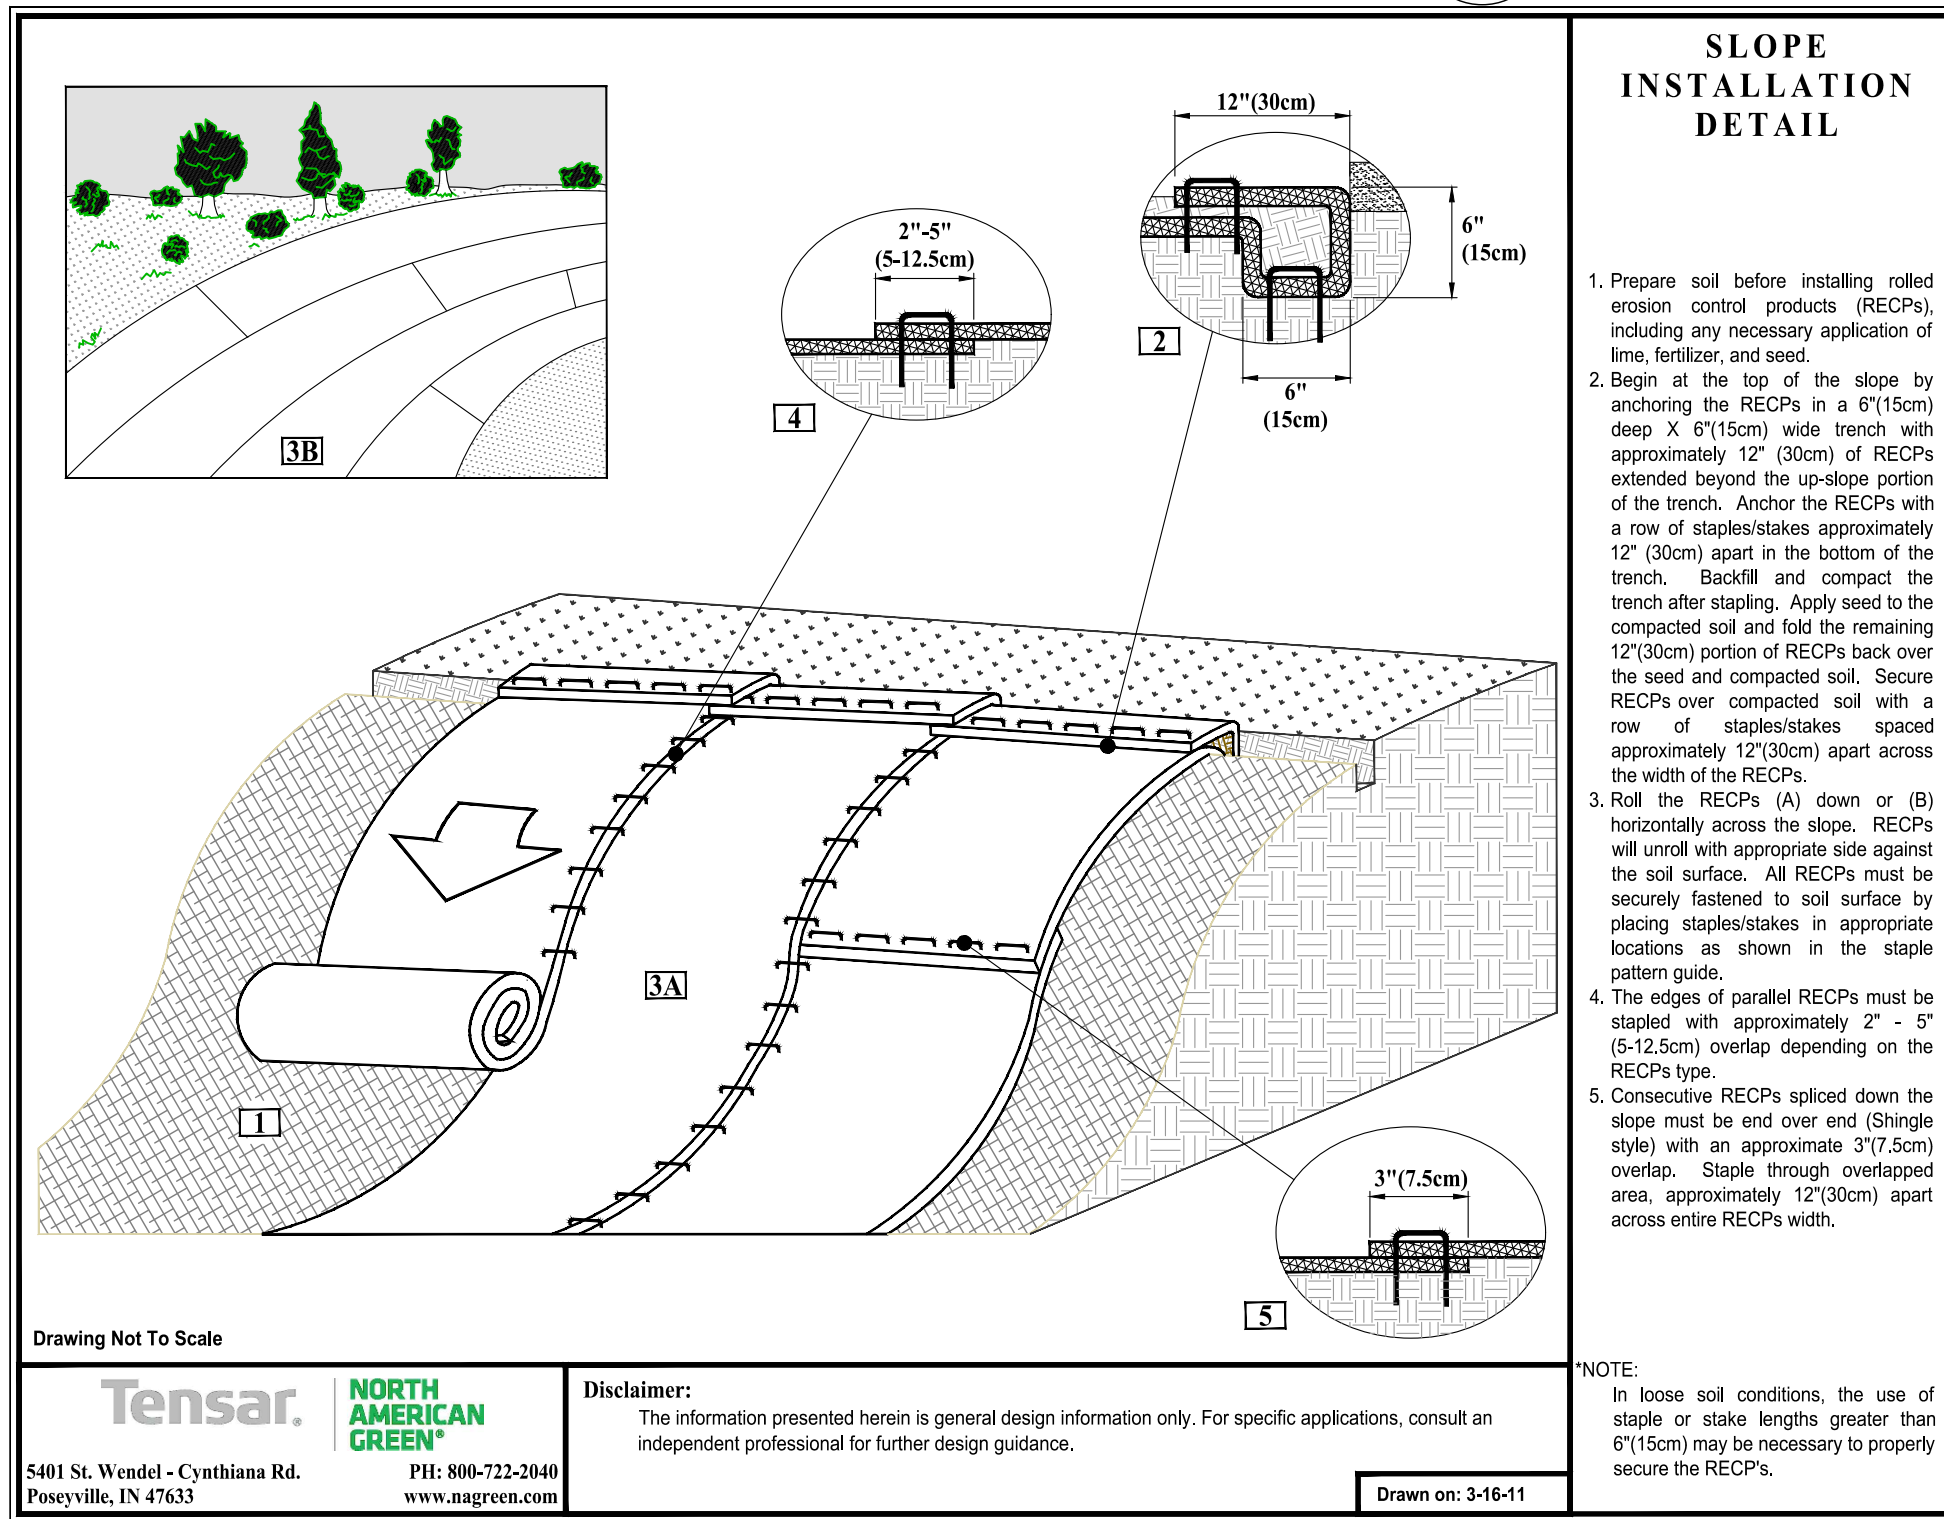 SLOPE
INSTALLATION
DETAIL
12"(30cm)
6"
(15cm)
2
6"
(15cm)
2"-5"
(5-12.5cm)
4
3B
3A
1
3"(7.5cm)
5
Drawing Not To Scale
1. Prepare soil before installing rolled
erosion control products (RECPs),
including any necessary application of
lime, fertilizer, and seed.
2. Begin at the top of the slope by
anchoring the RECPs in a 6"(15cm)
deep X 6"(15cm) wide trench with
approximately 12" (30cm) of RECPs
extended beyond the up-slope portion
of the trench. Anchor the RECPs with
a row of staples/stakes approximately
12" (30cm) apart in the bottom of the
trench. Backfill and compact the
trench after stapling. Apply seed to the
compacted soil and fold the remaining
12"(30cm) portion of RECPs back over
the seed and compacted soil. Secure
RECPs over compacted soil with a
row of staples/stakes spaced
approximately 12"(30cm) apart across
the width of the RECPs.
3. Roll the RECPs (A) down or (B)
horizontally across the slope. RECPs
will unroll with appropriate side against
the soil surface. All RECPs must be
securely fastened to soil surface by
placing staples/stakes in appropriate
locations as shown in the staple
pattern guide.
4. The edges of parallel RECPs must be
stapled with approximately 2" - 5"
(5-12.5cm) overlap depending on the
RECPs type.
5. Consecutive RECPs spliced down the
slope must be end over end (Shingle
style) with an approximate 3"(7.5cm)
overlap. Staple through overlapped
area, approximately 12"(30cm) apart
across entire RECPs width.
*NOTE:
In loose soil conditions, the use of
staple or stake lengths greater than
6"(15cm) may be necessary to properly
secure the RECP's.
Tensar®
NORTH
AMERICAN
GREEN®
5401 St. Wendel - Cynthiana Rd.
Poseyville, IN 47633
PH: 800-722-2040
www.nagreen.com
Disclaimer:
The information presented herein is general design information only. For specific applications, consult an
independent professional for further design guidance.
Drawn on: 3-16-11